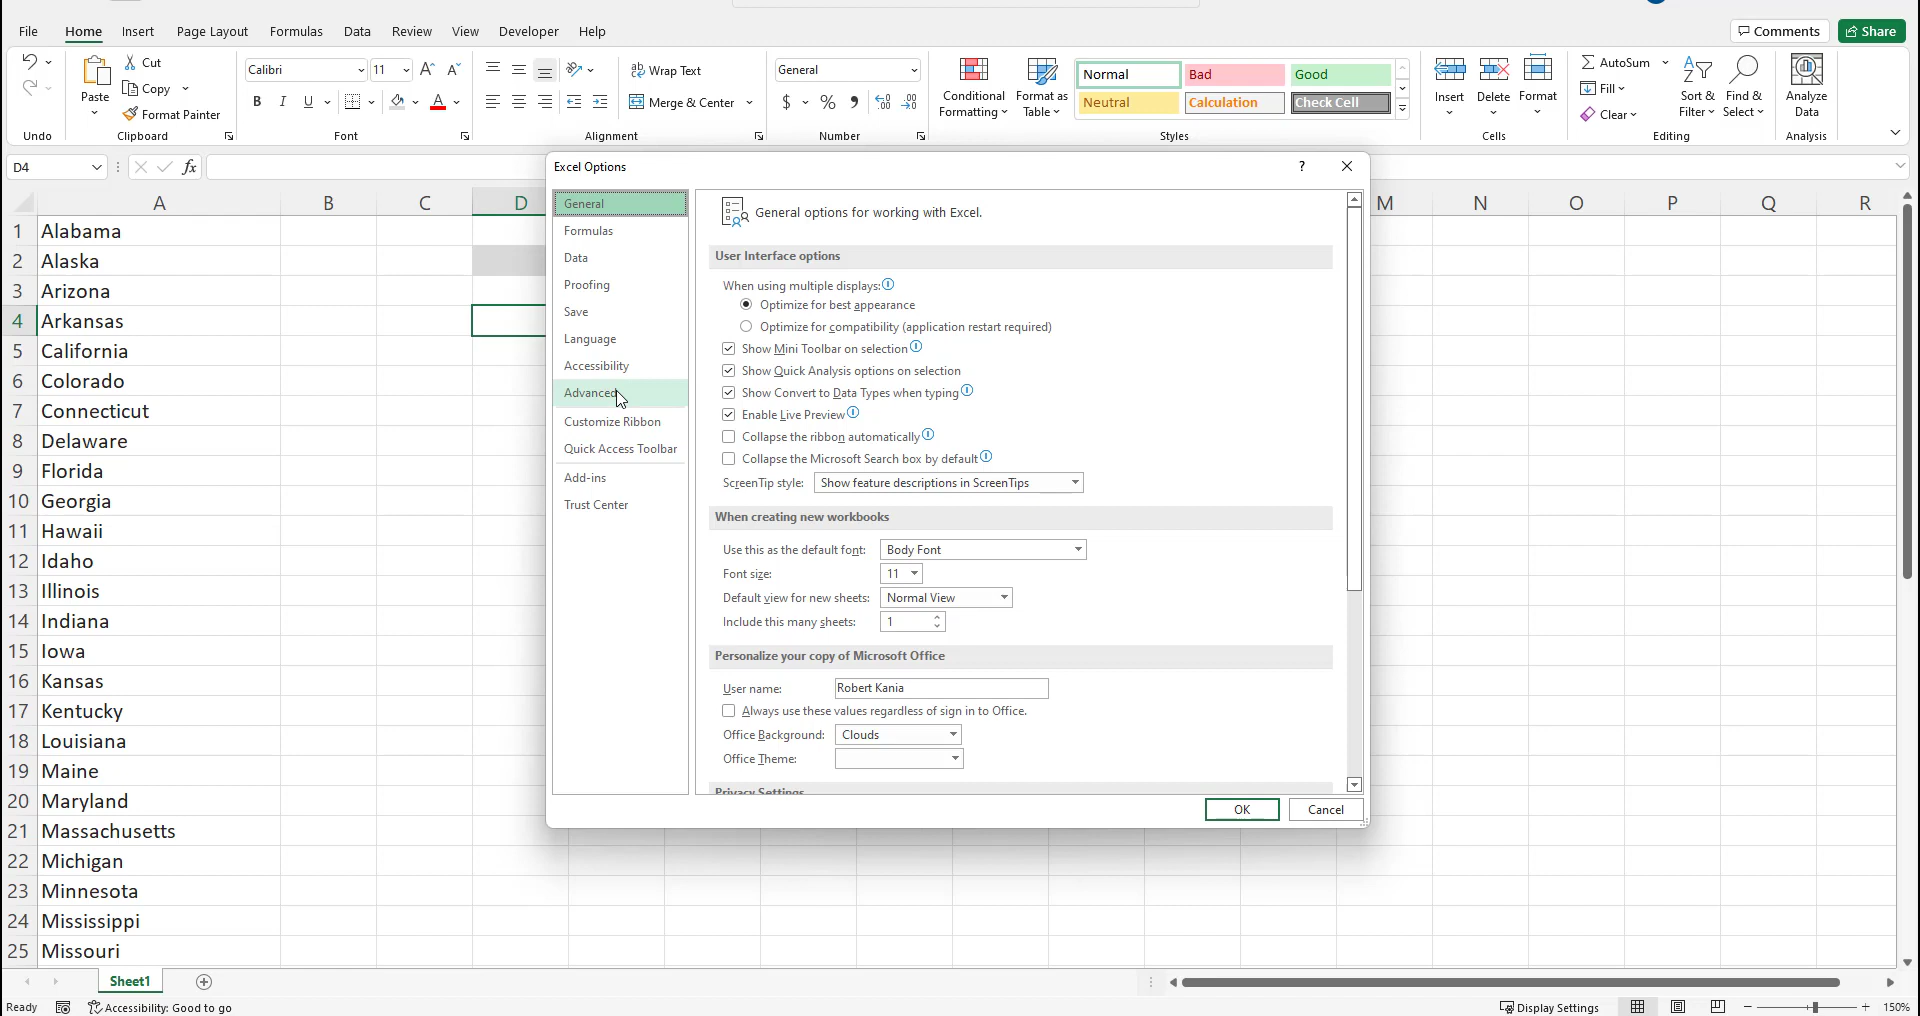 File Home Insert Page Layout Formulas Data Review View Developer Help Comments Share
Cut
Copy
Format Painter
Paste
Undo Clipboard
Calibri 11
B I U
Font
Wrap Text
Merge & Center
Alignment
General
$ % 9
Number
Conditional Formatting
Format as Table
Normal Bad Good
Neutral Calculation Check Cell
Styles
Insert Delete Format
Cells
AutoSum
Fill
Clear
Sort & Filter
Find & Select
Editing
Analyze Data
Analysis
D4 fx
A B C D M N O P Q R
1 Alabama
2 Alaska
3 Arizona
4 Arkansas
5 California
6 Colorado
7 Connecticut
8 Delaware
9 Florida
10 Georgia
11 Hawaii
12 Idaho
13 Illinois
14 Indiana
15 Iowa
16 Kansas
17 Kentucky
18 Louisiana
19 Maine
20 Maryland
21 Massachusetts
22 Michigan
23 Minnesota
24 Mississippi
25 Missouri
Excel Options ?
General
Formulas
Data
Proofing
Save
Language
Accessibility
Advanced
Customize Ribbon
Quick Access Toolbar
Add-ins
Trust Center
General options for working with Excel.
User Interface options
When using multiple displays:
Optimize for best appearance
Optimize for compatibility (application restart required)
Show Mini Toolbar on selection
Show Quick Analysis options on selection
Show Convert to Data Types when typing
Enable Live Preview
Collapse the ribbon automatically
Collapse the Microsoft Search box by default
ScreenTip style: Show feature descriptions in ScreenTips
When creating new workbooks
Use this as the default font: Body Font
Font size: 11
Default view for new sheets: Normal View
Include this many sheets: 1
Personalize your copy of Microsoft Office
User name: Robert Kania
Always use these values regardless of sign in to Office.
Office Background: Clouds
Office Theme:
Privacy Settings
OK Cancel
Sheet1
Ready Accessibility: Good to go Display Settings 150%